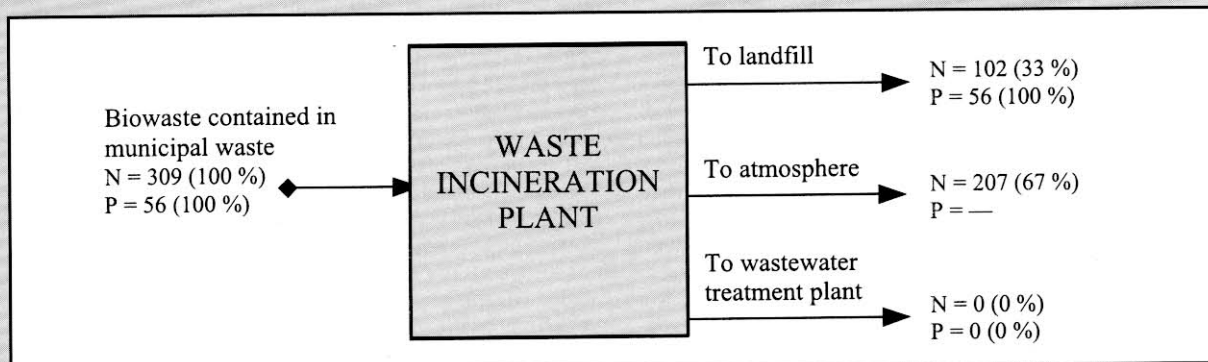 Biowaste contained in
municipal waste
N = 309 (100 %)
P = 56 (100 %)
WASTE
INCINERATION
PLANT
To landfill
N = 102 (33 %)
P = 56 (100 %)
To atmosphere
N = 207 (67 %)
P = —
To wastewater
treatment plant
N = 0 (0 %)
P = 0 (0 %)